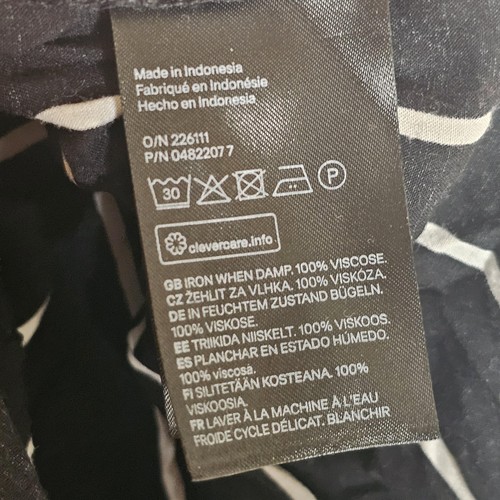 Made in Indonesia
Fabriqué en Indonésie
Hecho en Indonesia
O/N 226111
P/N 04822077
30
P
clevercare.info
GB IRON WHEN DAMP. 100% VISCOSE.
CZ ŽEHLIT ZA VLHKA. 100% VISKÓZA.
DE IN FEUCHTEM ZUSTAND BÜGELN.
100% VISKOSE.
EE TRIIKIDA NIISKELT. 100% VISKOOS.
ES PLANCHAR EN ESTADO HÚMEDO.
100% viscosa.
FI SILITETÄÄN KOSTEANA. 100%
VISKOOSIA.
FR LAVER À LA MACHINE À L'EAU
FROIDE CYCLE DÉLICAT. BLANCHIR